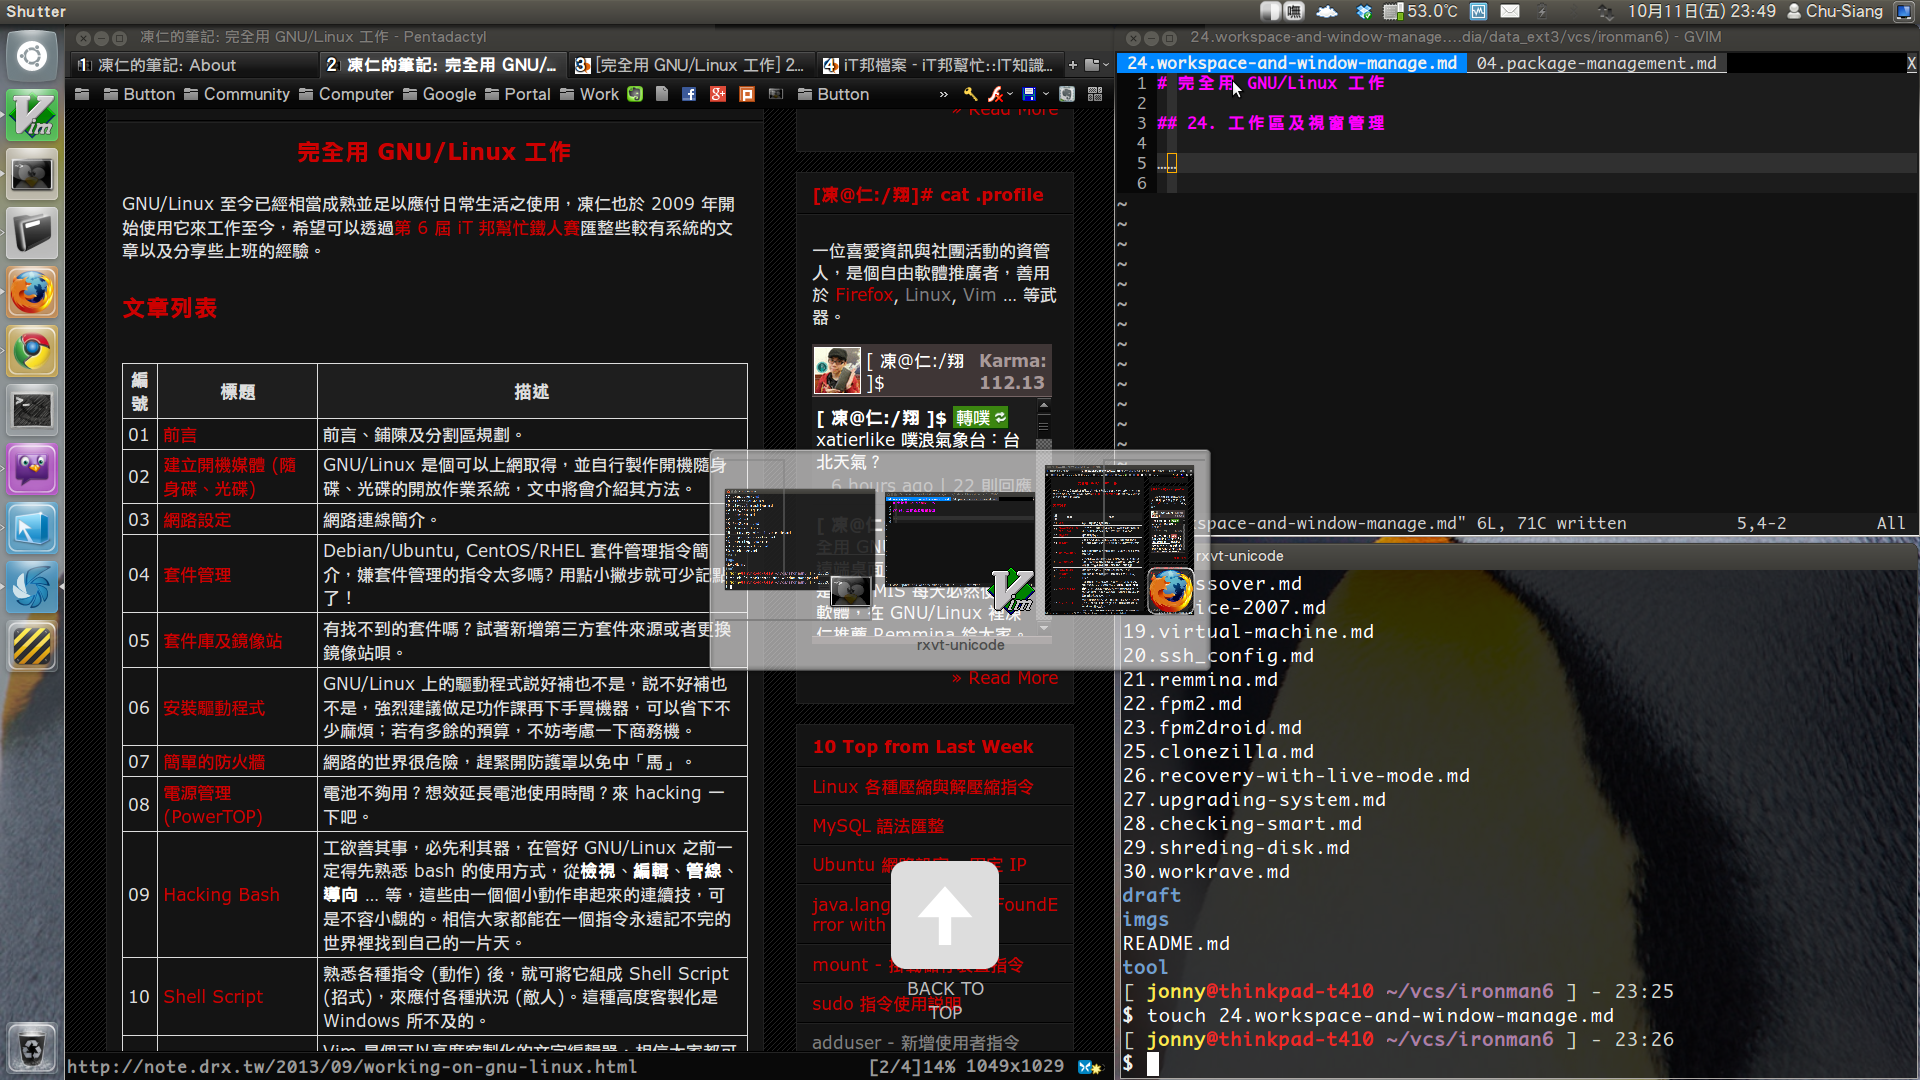 Shutter
嘸
53.0℃
10月11日(五) 23:49
Chu-Siang
凍仁的筆記: 完全用 GNU/Linux 工作 - Pentadactyl
1 凍仁的筆記: About
2 凍仁的筆記: 完全用 GNU/...
3 [完全用 GNU/Linux 工作] 2...
4 iT邦檔案 - iT邦幫忙::IT知識...
Button Community Computer Google Portal Work Button »
完全用 GNU/Linux 工作
GNU/Linux 至今已經相當成熟並足以應付日常生活之使用，凍仁也於 2009 年開
始使用它來工作至今，希望可以透過第 6 屆 iT 邦幫忙鐵人賽匯整些較有系統的文
章以及分享些上班的經驗。
文章列表
編號 標題 描述
01 前言 前言、鋪陳及分割區規劃。
02 建立開機媒體 (隨身碟、光碟) GNU/Linux 是個可以上網取得，並自行製作開機隨身
碟、光碟的開放作業系統，文中將會介紹其方法。
03 網路設定 網路連線簡介。
04 套件管理 Debian/Ubuntu, CentOS/RHEL 套件管理指令簡
介，嫌套件管理的指令太多嗎? 用點小撇步就可少記點
了！
05 套件庫及鏡像站 有找不到的套件嗎？試著新增第三方套件來源或者更換
鏡像站唄。
06 安裝驅動程式 GNU/Linux 上的驅動程式説好補也不是，説不好補也
不是，強烈建議做足功作課再下手買機器，可以省下不
少麻煩；若有多餘的預算，不妨考慮一下商務機。
07 簡單的防火牆 網路的世界很危險，趕緊開防護罩以免中「馬」。
08 電源管理 (PowerTOP) 電池不夠用？想效延長電池使用時間？來 hacking 一
下吧。
09 Hacking Bash 工欲善其事，必先利其器，在管好 GNU/Linux 之前一
定得先熟悉 bash 的使用方式，從檢視、編輯、管線、
導向 ... 等，這些由一個個小動作串起來的連續技，可
是不容小覷的。相信大家都能在一個指令永遠記不完的
世界裡找到自己的一片天。
10 Shell Script 熟悉各種指令 (動作) 後，就可將它組成 Shell Script
(招式)，來應付各種狀況 (敵人)。這種高度客製化是
Windows 所不及的。
Vim 是個可以高度客製化的文字編輯器，相信大家都可
» Read More
[凍@仁:/翔]# cat .profile
一位喜愛資訊與社團活動的資管
人，是個自由軟體推廣者，善用
於 Firefox, Linux, Vim ... 等武
器。
[ 凍@仁:/翔 ]$
Karma: 112.13
[ 凍@仁:/翔 ]$ 轉噗
xatierlike 噗浪氣象台：台
北天氣？
6 hours ago | 22 則回應
rxvt-unicode
» Read More
10 Top from Last Week
Linux 各種壓縮與解壓縮指令
MySQL 語法匯整
Ubuntu IP
java.lang FoundE
rror with
mount -
sudo 指令使用説明
adduser - 新增使用者指令
BACK TO
TOP
http://note.drx.tw/2013/09/working-on-gnu-linux.html
[2/4]14% 1049x1029
24.workspace-and-window-manage....dia/data_ext3/vcs/ironman6) - GVIM
24.workspace-and-window-manage.md 04.package-management.md X
1 # 完全用 GNU/Linux 工作
2
3 ## 24. 工作區及視窗管理
4
5
6
space-and-window-manage.md" 6L, 71C written 5,4-2 All
rxvt-unicode
ssover.md
ice-2007.md
19.virtual-machine.md
20.ssh_config.md
21.remmina.md
22.fpm2.md
23.fpm2droid.md
25.clonezilla.md
26.recovery-with-live-mode.md
27.upgrading-system.md
28.checking-smart.md
29.shreding-disk.md
30.workrave.md
draft
imgs
README.md
tool
[ jonny@thinkpad-t410 ~/vcs/ironman6 ] - 23:25
$ touch 24.workspace-and-window-manage.md
[ jonny@thinkpad-t410 ~/vcs/ironman6 ] - 23:26
$